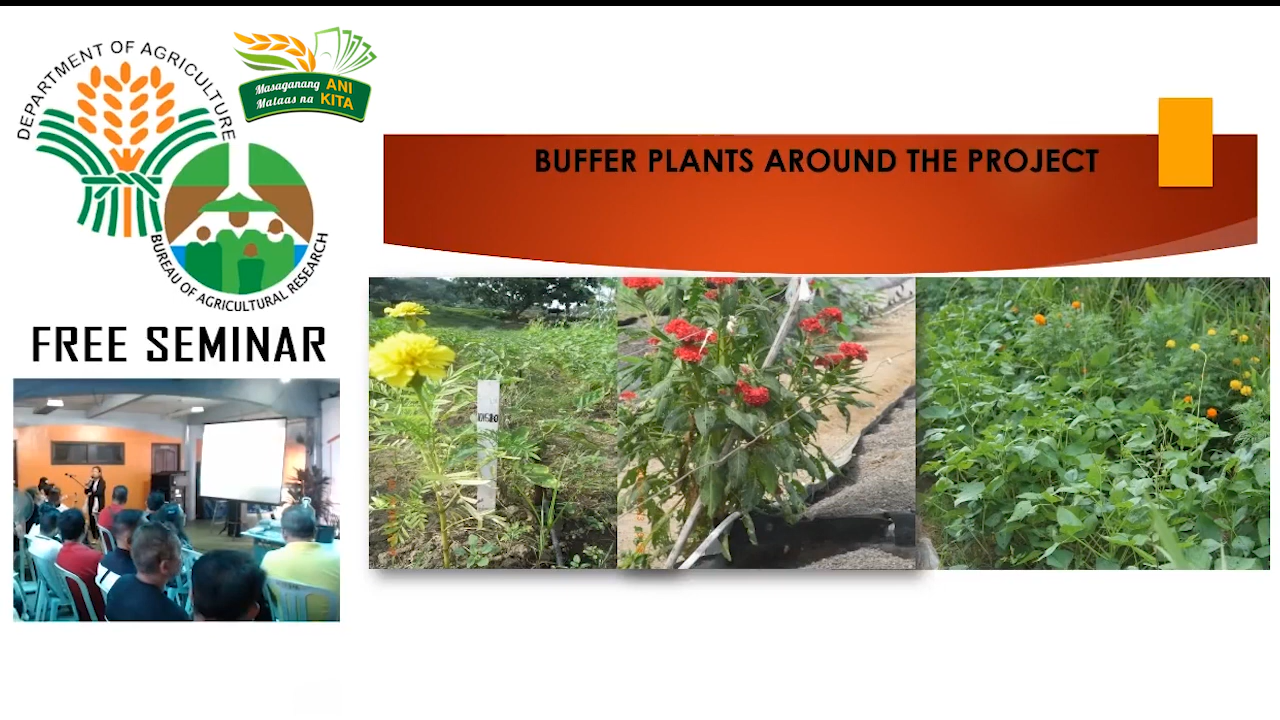 DEPARTMENT OF AGRICULTURE
Masaganang ANI
Mataas na KITA
BUREAU OF AGRICULTURAL RESEARCH
FREE SEMINAR
BUFFER PLANTS AROUND THE PROJECT